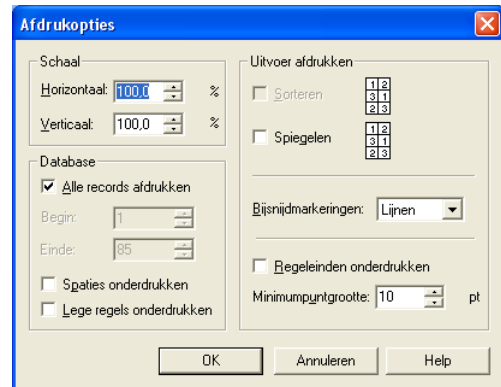 Afdrukopties
Schaal
Horizontaal: 100,0 %
Verticaal: 100,0 %
Database
Alle records afdrukken
Begin: 1
Einde: 85
Spaties onderdrukken
Lege regels onderdrukken
Uitvoer afdrukken
Sorteren
1 2
3 1
2 3
Spiegelen
1 2
3 1
2 3
Bijsnijdmarkeringen: Lijnen
Regeleinden onderdrukken
Minimumpuntgrootte: 10 pt
OK Annuleren Help